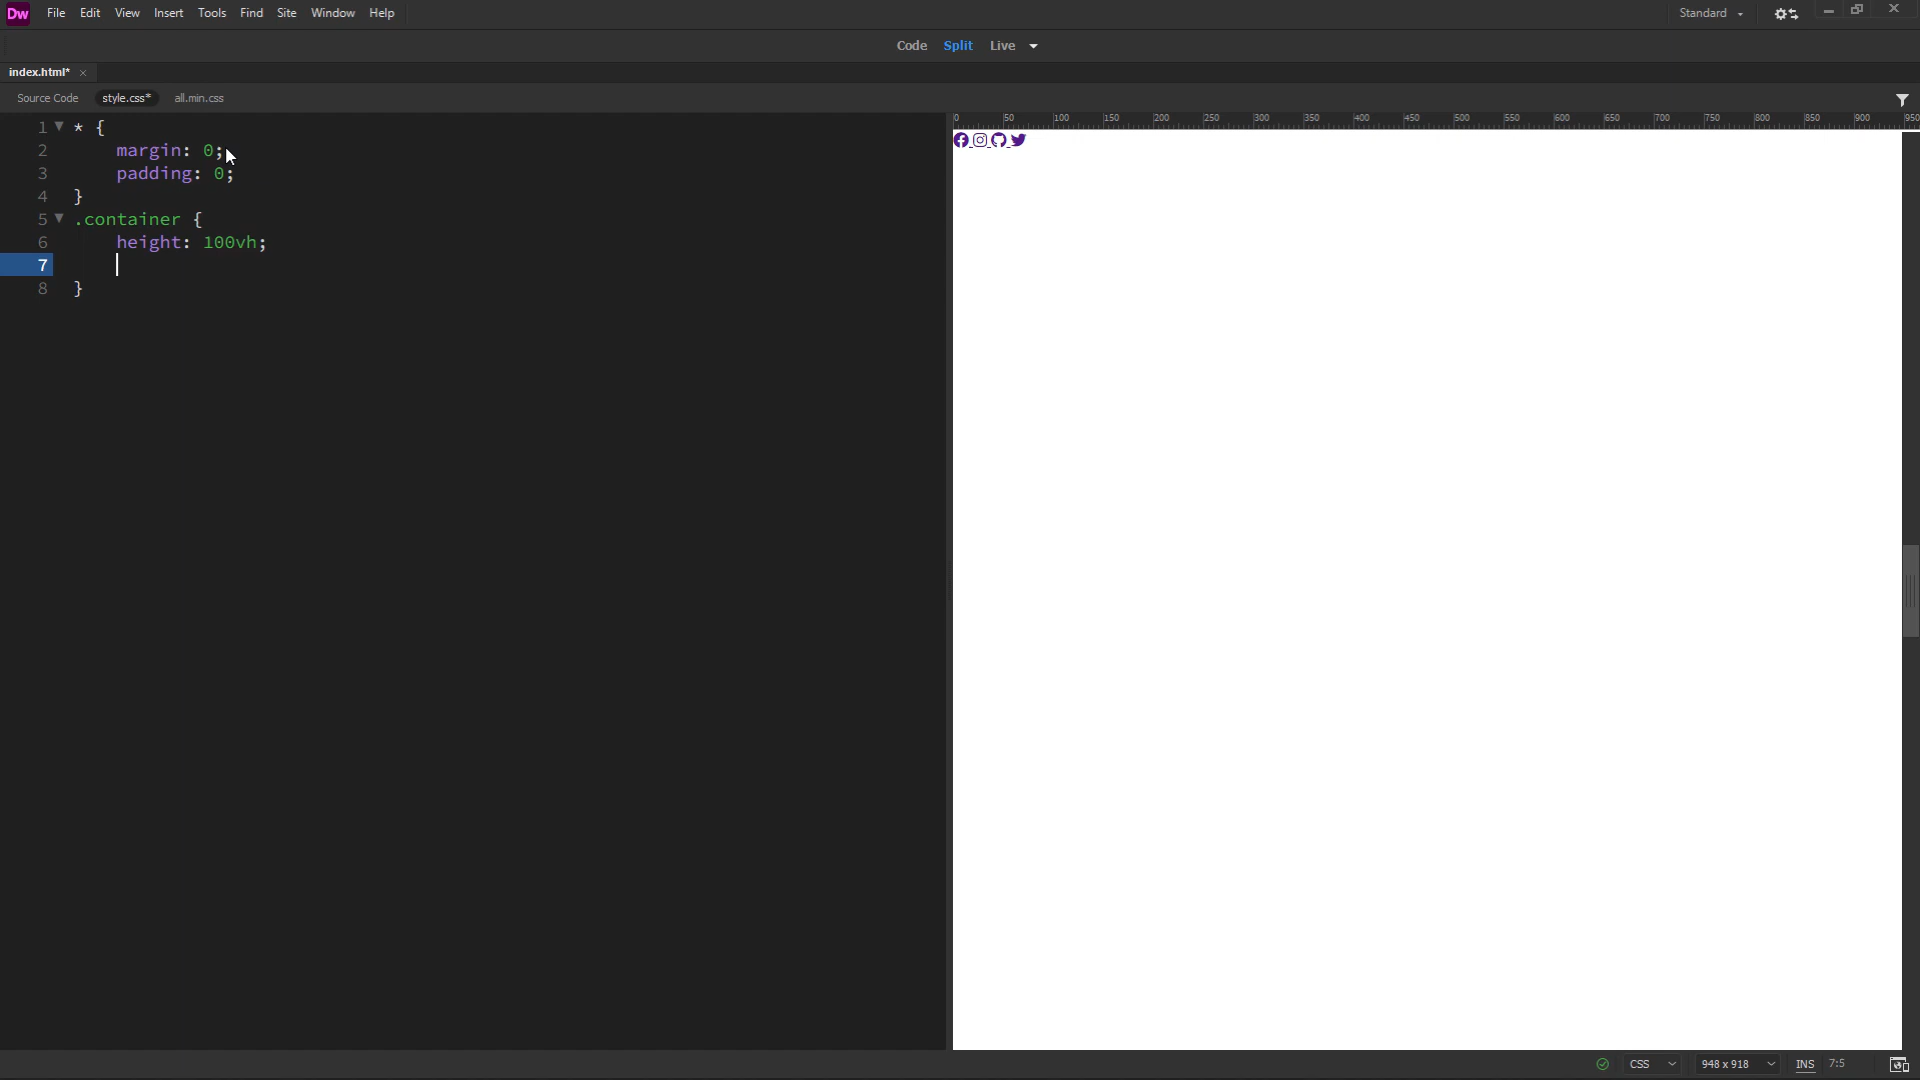 Dw File Edit View Insert Tools Find Site Window Help Standard
Code Split Live
index.html*
Source Code style.css* all.min.css
0 50 100 150 200 250 300 350 400 450 500 550 600 650 700 750 800 850 900 950
1 * {
2 margin: 0;
3 padding: 0;
4 }
5 .container {
6 height: 100vh;
7
8 }
CSS 948 x 918 INS 7:5